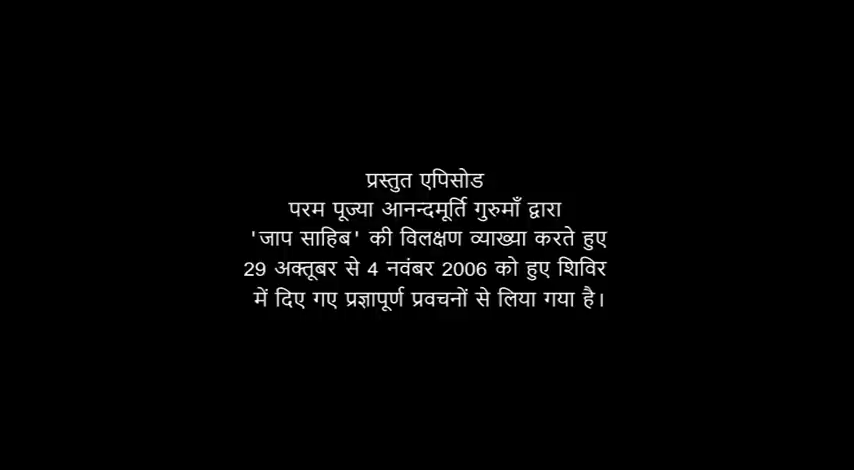 प्रस्तुत एपिसोड
परम पूज्या आनन्दमूर्ति गुरुमाँ द्वारा
'जाप साहिब' की विलक्षण व्याख्या करते हुए
29 अक्तूबर से 4 नवंबर 2006 को हुए शिविर
में दिए गए प्रज्ञापूर्ण प्रवचनों से लिया गया है।